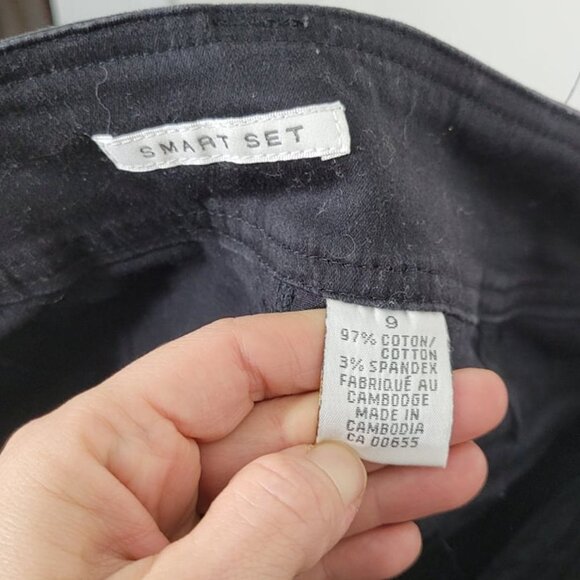 SMART SET
9
97% COTON/
COTTON
3% SPANDEX
FABRIQUÉ AU
CAMBODGE
MADE IN
CAMBODIA
CA 00655